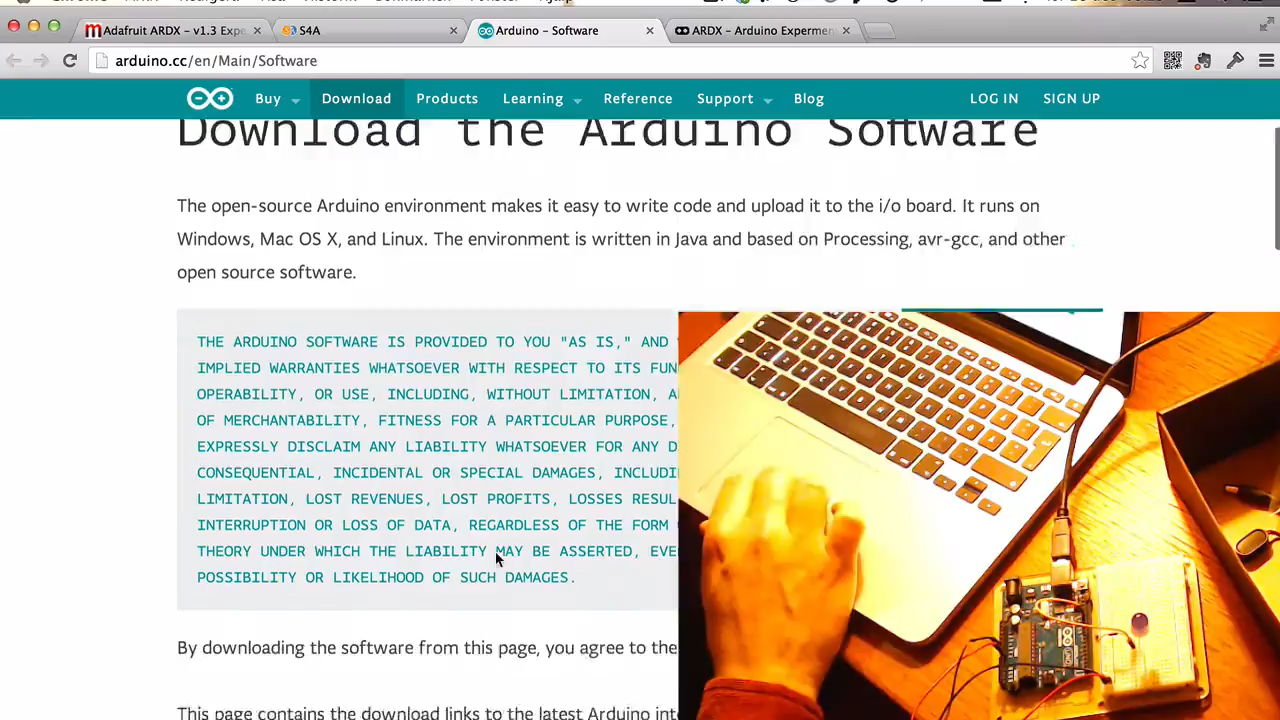 Adafruit ARDX – v1.3 Expe
S4A
Arduino – Software
ARDX – Arduino Experme
arduino.cc/en/Main/Software
Buy
Download
Products
Learning
Reference
Support
Blog
LOG IN
SIGN UP
Download the Arduino Software
The open-source Arduino environment makes it easy to write code and upload it to the i/o board. It runs on
Windows, Mac OS X, and Linux. The environment is written in Java and based on Processing, avr-gcc, and other
open source software.
THE ARDUINO SOFTWARE IS PROVIDED TO YOU "AS IS," AND
IMPLIED WARRANTIES WHATSOEVER WITH RESPECT TO ITS FUN
OPERABILITY, OR USE, INCLUDING, WITHOUT LIMITATION, A
OF MERCHANTABILITY, FITNESS FOR A PARTICULAR PURPOSE,
EXPRESSLY DISCLAIM ANY LIABILITY WHATSOEVER FOR ANY D
CONSEQUENTIAL, INCIDENTAL OR SPECIAL DAMAGES, INCLUDI
LIMITATION, LOST REVENUES, LOST PROFITS, LOSSES RESUL
INTERRUPTION OR LOSS OF DATA, REGARDLESS OF THE FORM
THEORY UNDER WHICH THE LIABILITY MAY BE ASSERTED, EVE
POSSIBILITY OR LIKELIHOOD OF SUCH DAMAGES.
By downloading the software from this page, you agree to the
This page contains the download links to the latest Arduino int